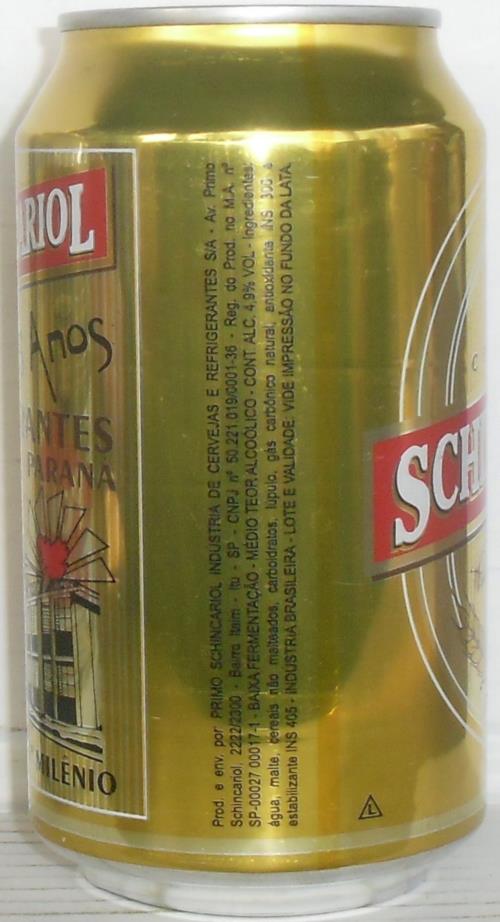 ARIOL
Anos
ANTES
PARANÁ
MILÊNIO
Prod. e env. por PRIMO SCHINCARIOL INDÚSTRIA DE CERVEJAS E REFRIGERANTES S/A - Av. Primo
Schincariol, 2222/2300 - Bairro Itaim - Itu - SP - CNPJ nº 50.221.019/0001-36 - Reg. do Prod. no M.A. nº
SP-00027 00017-1 - BAIXA FERMENTAÇÃO - MÉDIO TEOR ALCOÓLICO - CONT. ALC. 4,9% VOL - Ingredientes:
água, malte, cereais não malteados, carboidratos, lúpulo, gás carbônico natural, antioxidante INS 300 e
estabilizante INS 405 - INDÚSTRIA BRASILEIRA - LOTE E VALIDADE: VIDE IMPRESSÃO NO FUNDO DA LATA.
L
SCHI